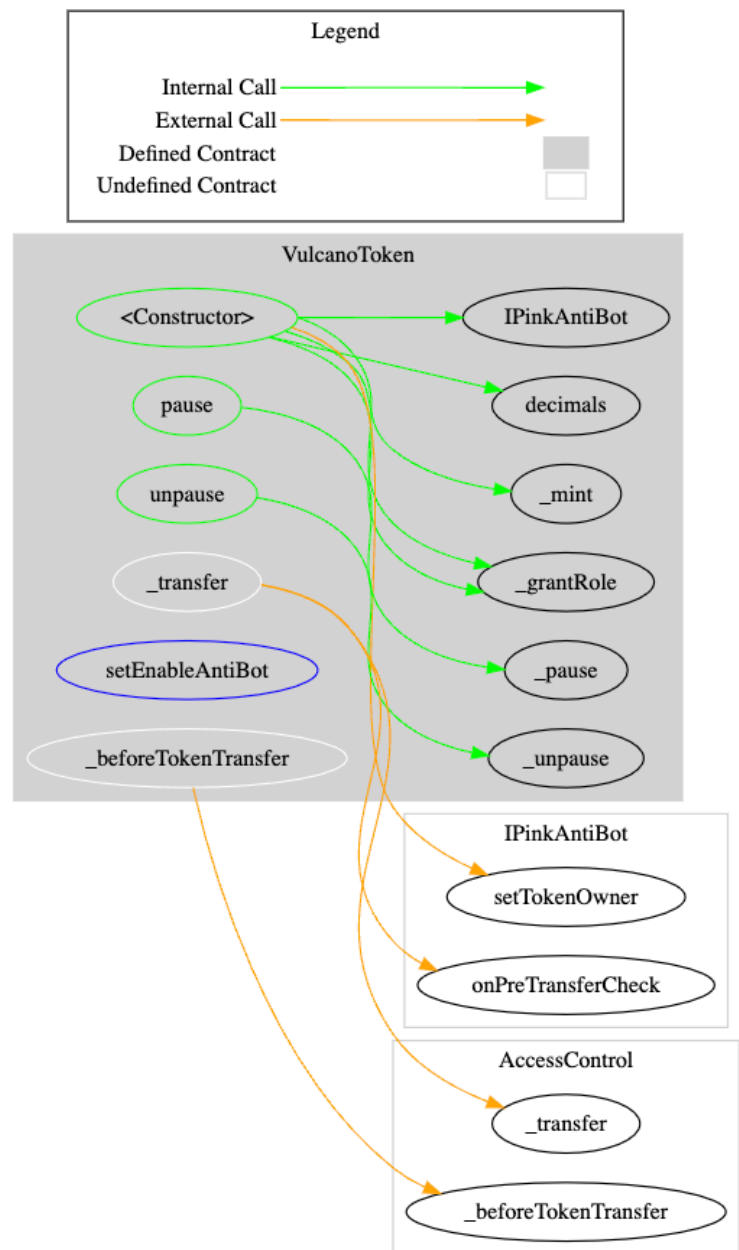 Legend
Internal Call
External Call
Defined Contract
Undefined Contract
VulcanoToken
<Constructor>
IPinkAntiBot
pause
decimals
unpause
_mint
_transfer
_grantRole
setEnableAntiBot
_pause
_beforeTokenTransfer
_unpause
IPinkAntiBot
setTokenOwner
onPreTransferCheck
AccessControl
_transfer
_beforeTokenTransfer